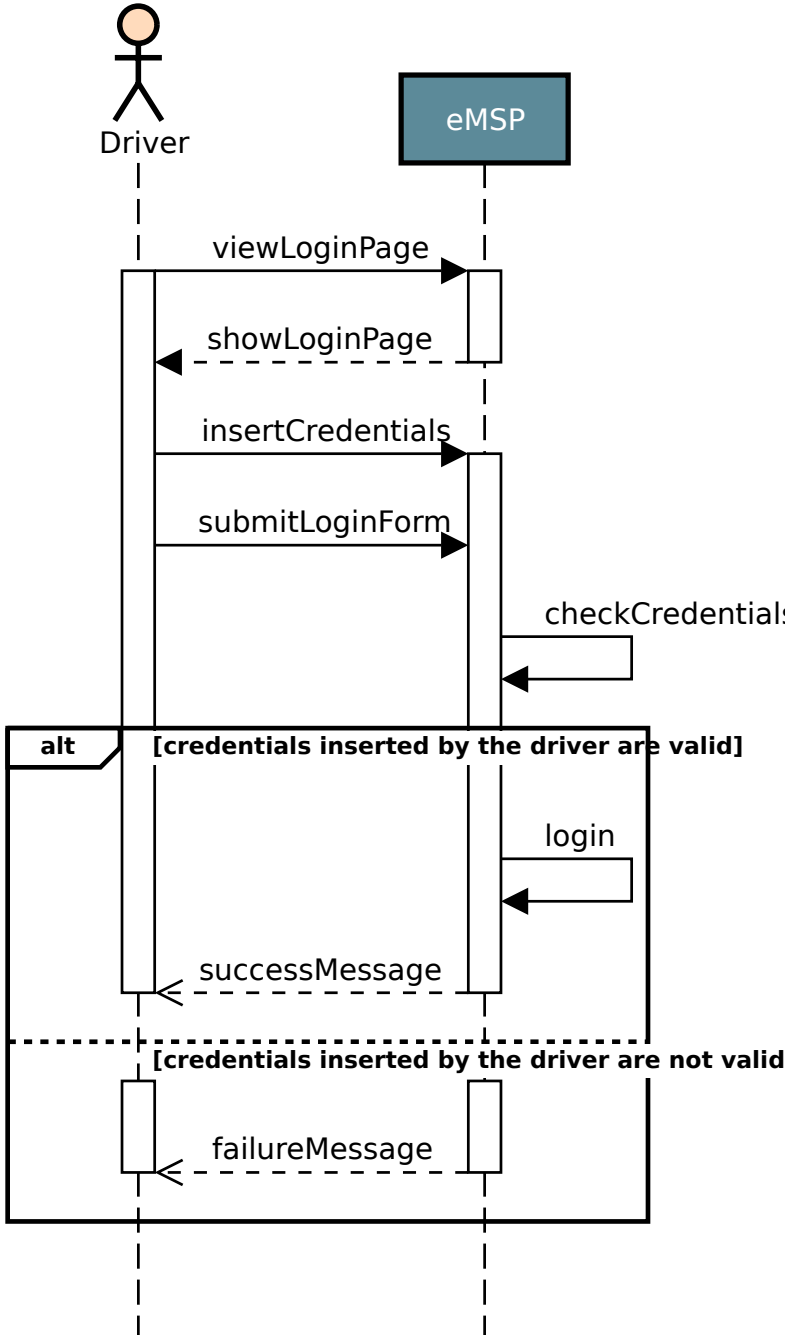 Driver
eMSP
viewLoginPage
showLoginPage
insertCredentials
submitLoginForm
checkCredentials
alt
[credentials inserted by the driver are valid]
login
successMessage
[credentials inserted by the driver are not valid
failureMessage